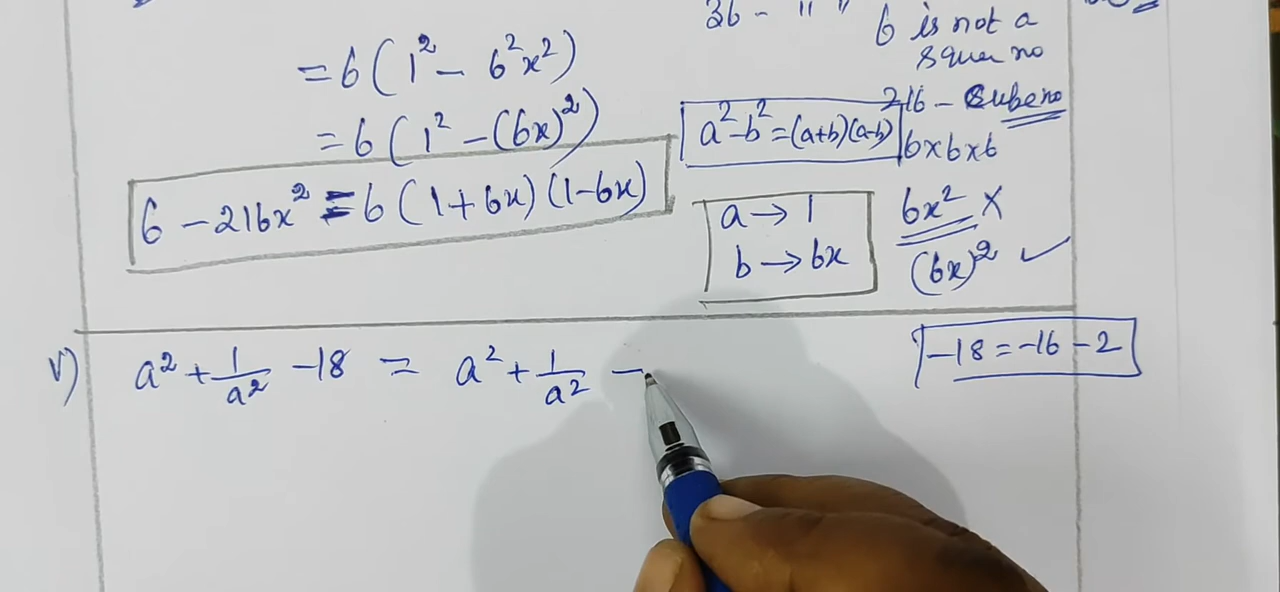 36 - " "
6 is not a
square no
= 6 ( 1² - 6²x² )
216 - Cube no
= 6 ( 1² - (6x)² )
a² - b² = (a+b)(a-b)
6x6x6
6 - 216x² = 6 ( 1 + 6x ) ( 1 - 6x )
a → 1
b → 6x
6x² X
(6x)² ✓
v) a² + 1/a² - 18 = a² + 1/a² -
-18 = -16 - 2